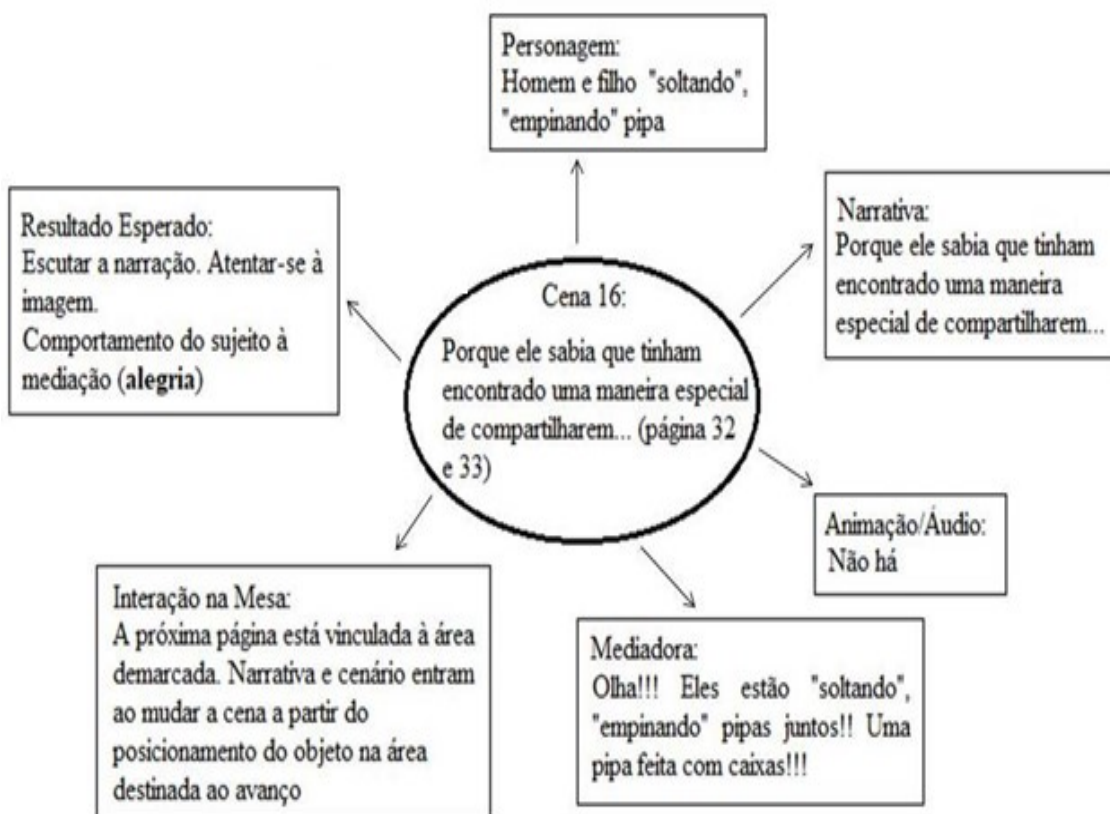 Personagem:
Homem e filho "soltando",
"empinando" pipa
Resultado Esperado:
Escutar a narração. Atentar-se à
imagem.
Comportamento do sujeito à
mediação (alegria)
Narrativa:
Porque ele sabia que tinham
encontrado uma maneira
especial de compartilharem...
Cena 16:
Porque ele sabia que tinham
encontrado uma maneira especial
de compartilharem... (página 32
e 33)
Animação/Áudio:
Não há
Interação na Mesa:
A próxima página está vinculada à área
demarcada. Narrativa e cenário entram
ao mudar a cena a partir do
posicionamento do objeto na área
destinada ao avanço
Mediadora:
Olha!!! Eles estão "soltando",
"empinando" pipas juntos!! Uma
pipa feita com caixas!!!